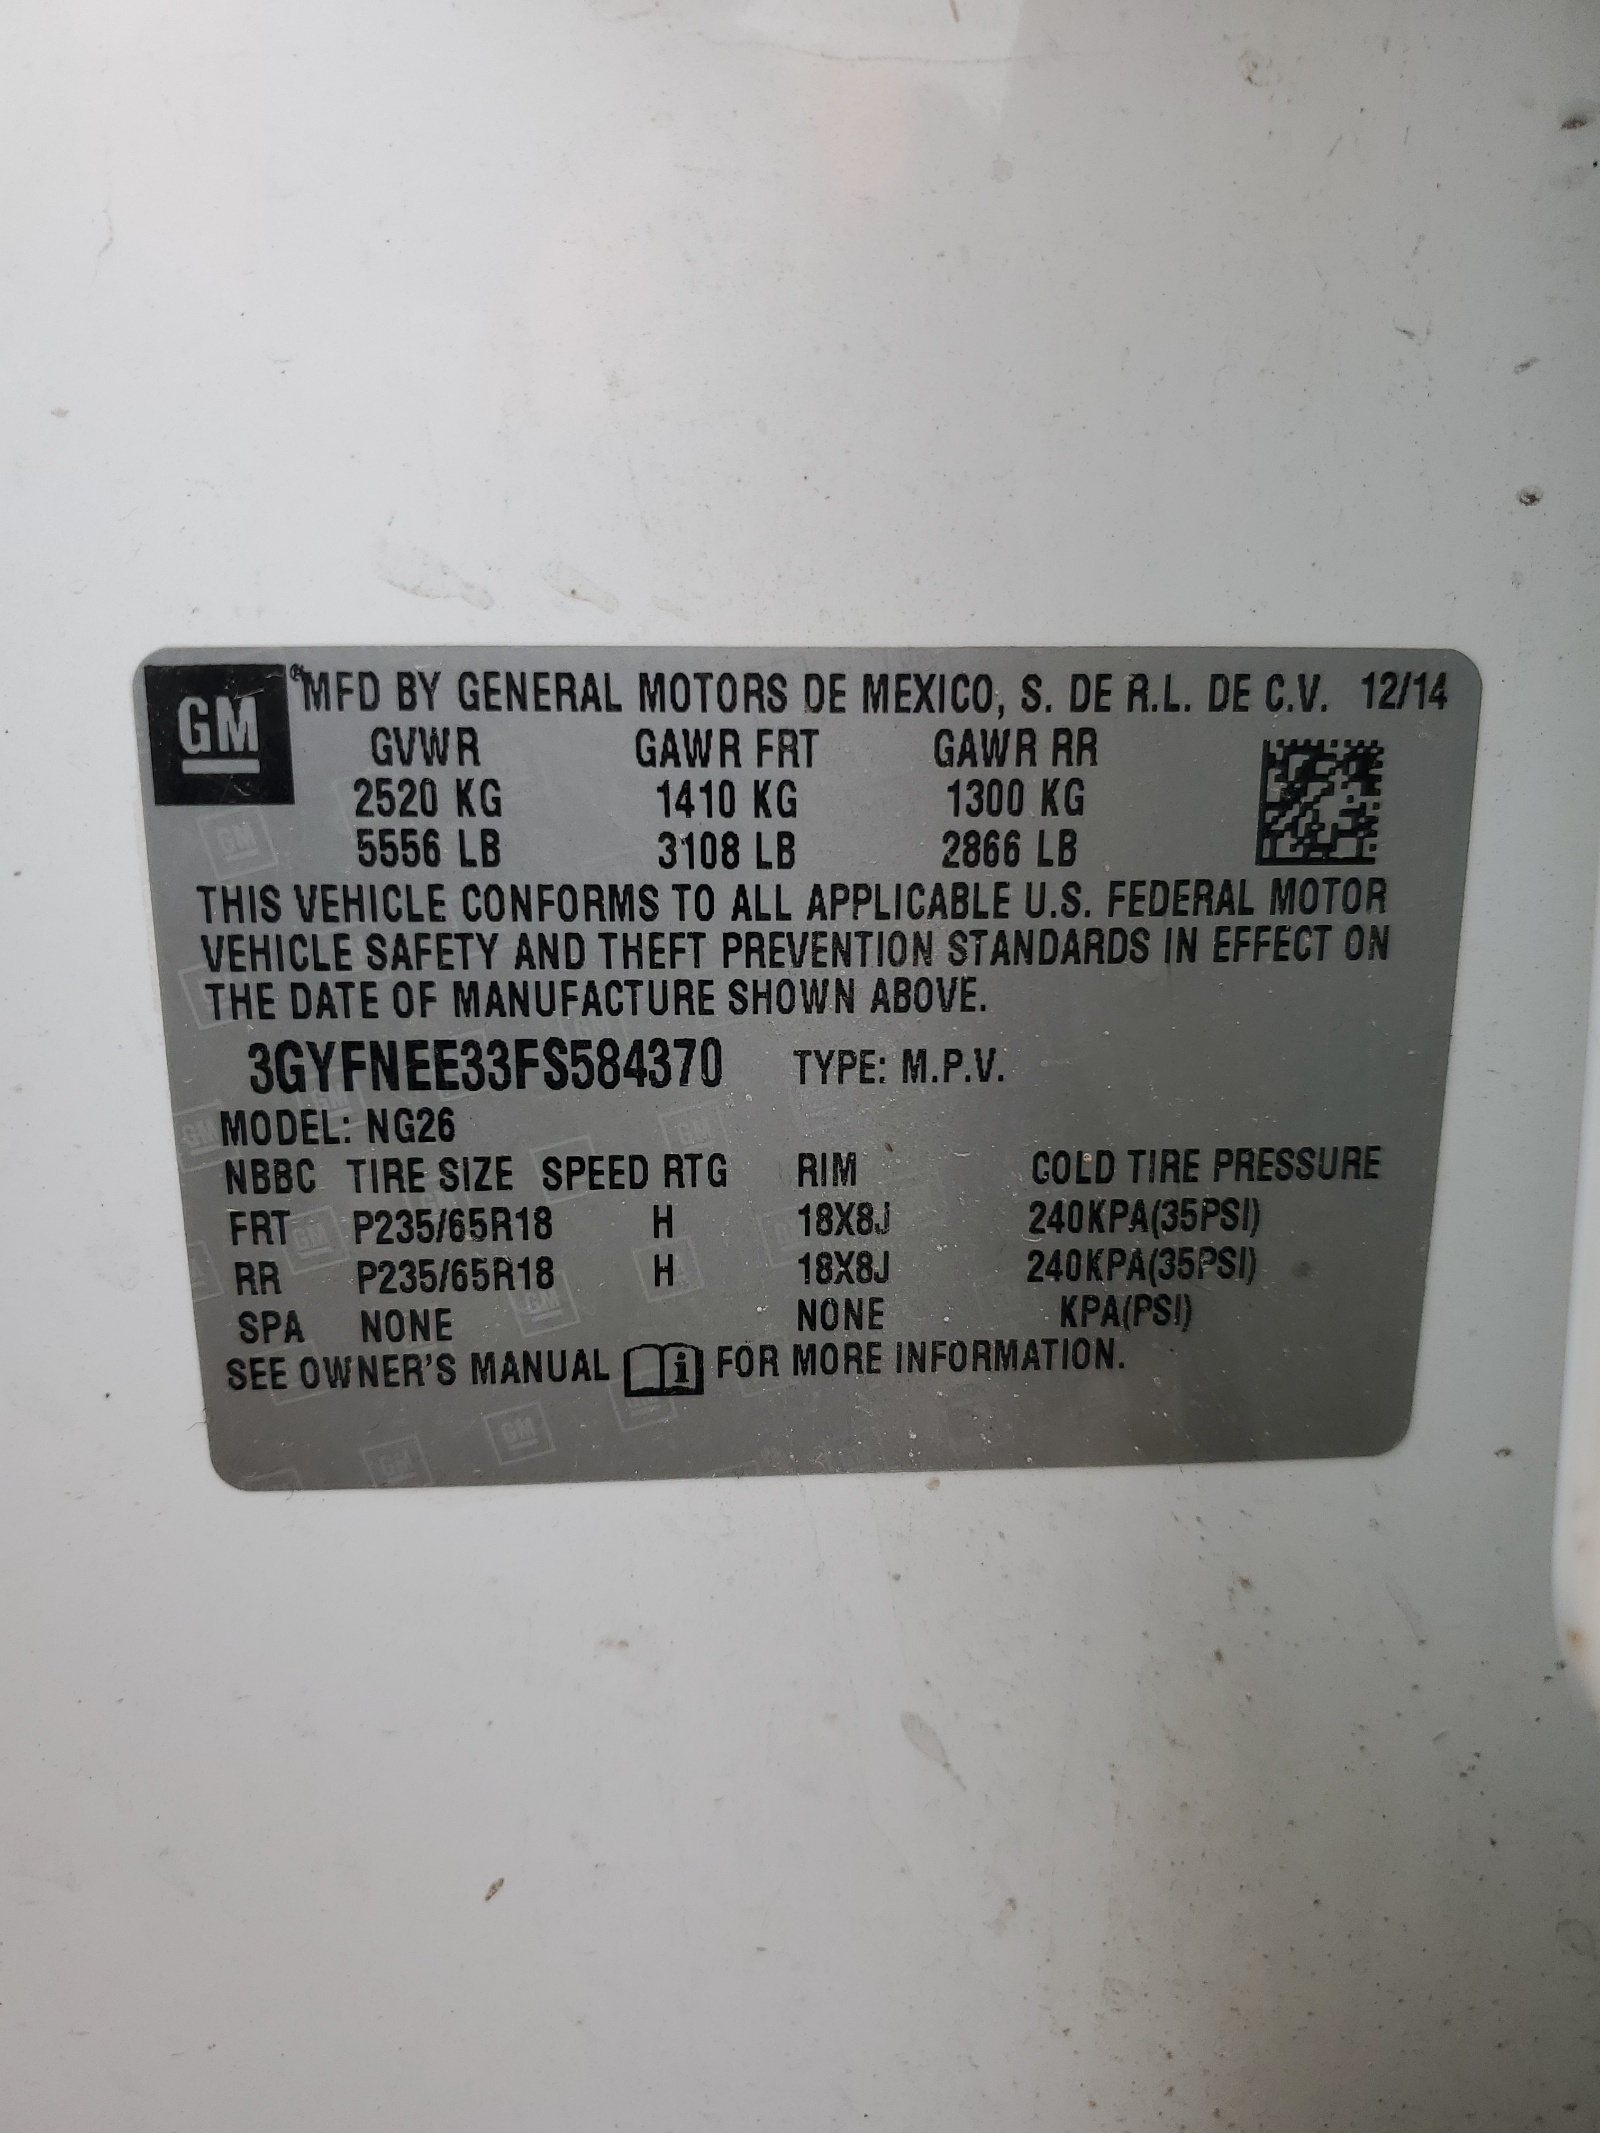 GM
® MFD BY GENERAL MOTORS DE MEXICO, S. DE R.L. DE C.V. 12/14
GVWR GAWR FRT GAWR RR
2520 KG 1410 KG 1300 KG
5556 LB 3108 LB 2866 LB
THIS VEHICLE CONFORMS TO ALL APPLICABLE U.S. FEDERAL MOTOR
VEHICLE SAFETY AND THEFT PREVENTION STANDARDS IN EFFECT ON
THE DATE OF MANUFACTURE SHOWN ABOVE.
3GYFNEE33FS584370 TYPE: M.P.V.
MODEL: NG26
NBBC TIRE SIZE SPEED RTG RIM COLD TIRE PRESSURE
FRT P235/65R18 H 18X8J 240KPA(35PSI)
RR P235/65R18 H 18X8J 240KPA(35PSI)
SPA NONE NONE KPA(PSI)
SEE OWNER'S MANUAL i FOR MORE INFORMATION.